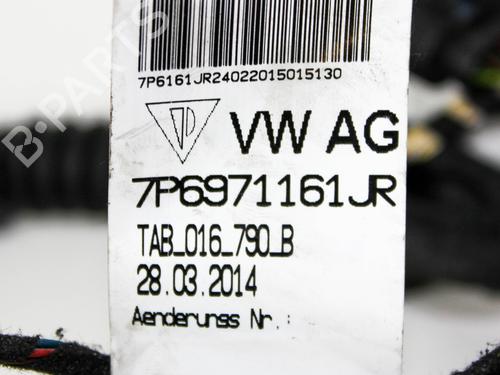 7P6161JR24022015015130
VW AG
7P6971161JR
TAB_016_790_B
28.03.2014
Aenderungs Nr.:
B-PARTS